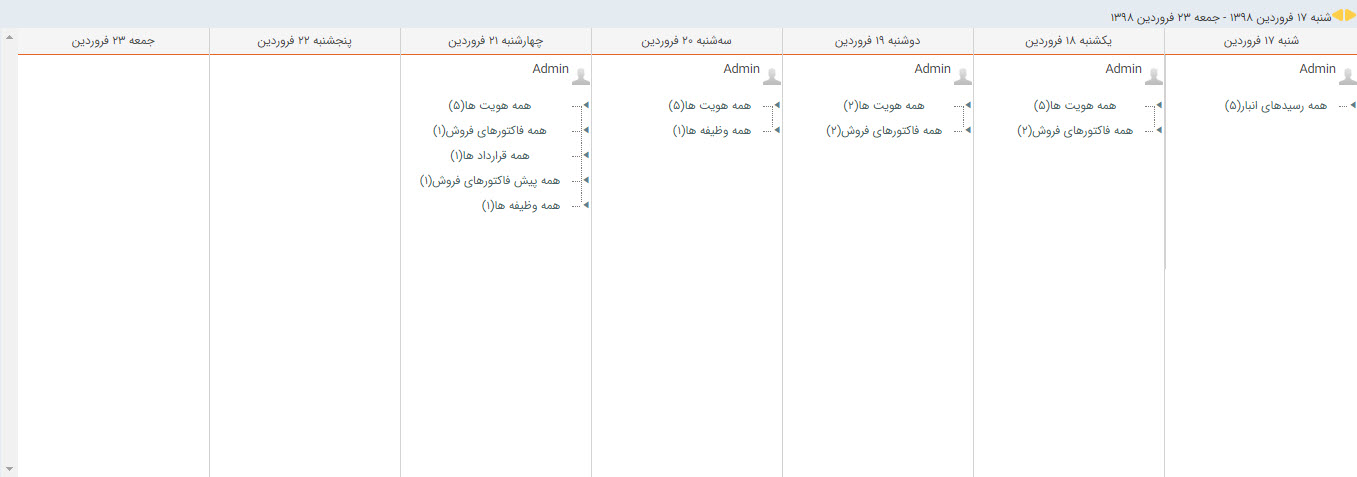 شنبه ۱۷ فروردین ۱۳۹۸ - جمعه ۲۳ فروردین ۱۳۹۸
شنبه ۱۷ فروردین
یکشنبه ۱۸ فروردین
دوشنبه ۱۹ فروردین
سه‌شنبه ۲۰ فروردین
چهارشنبه ۲۱ فروردین
پنجشنبه ۲۲ فروردین
جمعه ۲۳ فروردین
Admin
همه رسیدهای انبار(۵)
Admin
همه هویت ها(۵)
همه فاکتورهای فروش(۲)
Admin
همه هویت ها(۲)
همه فاکتورهای فروش(۲)
Admin
همه هویت ها(۵)
همه وظیفه ها(۱)
Admin
همه هویت ها(۵)
همه فاکتورهای فروش(۱)
همه قرارداد ها(۱)
همه پیش فاکتورهای فروش(۱)
همه وظیفه ها(۱)